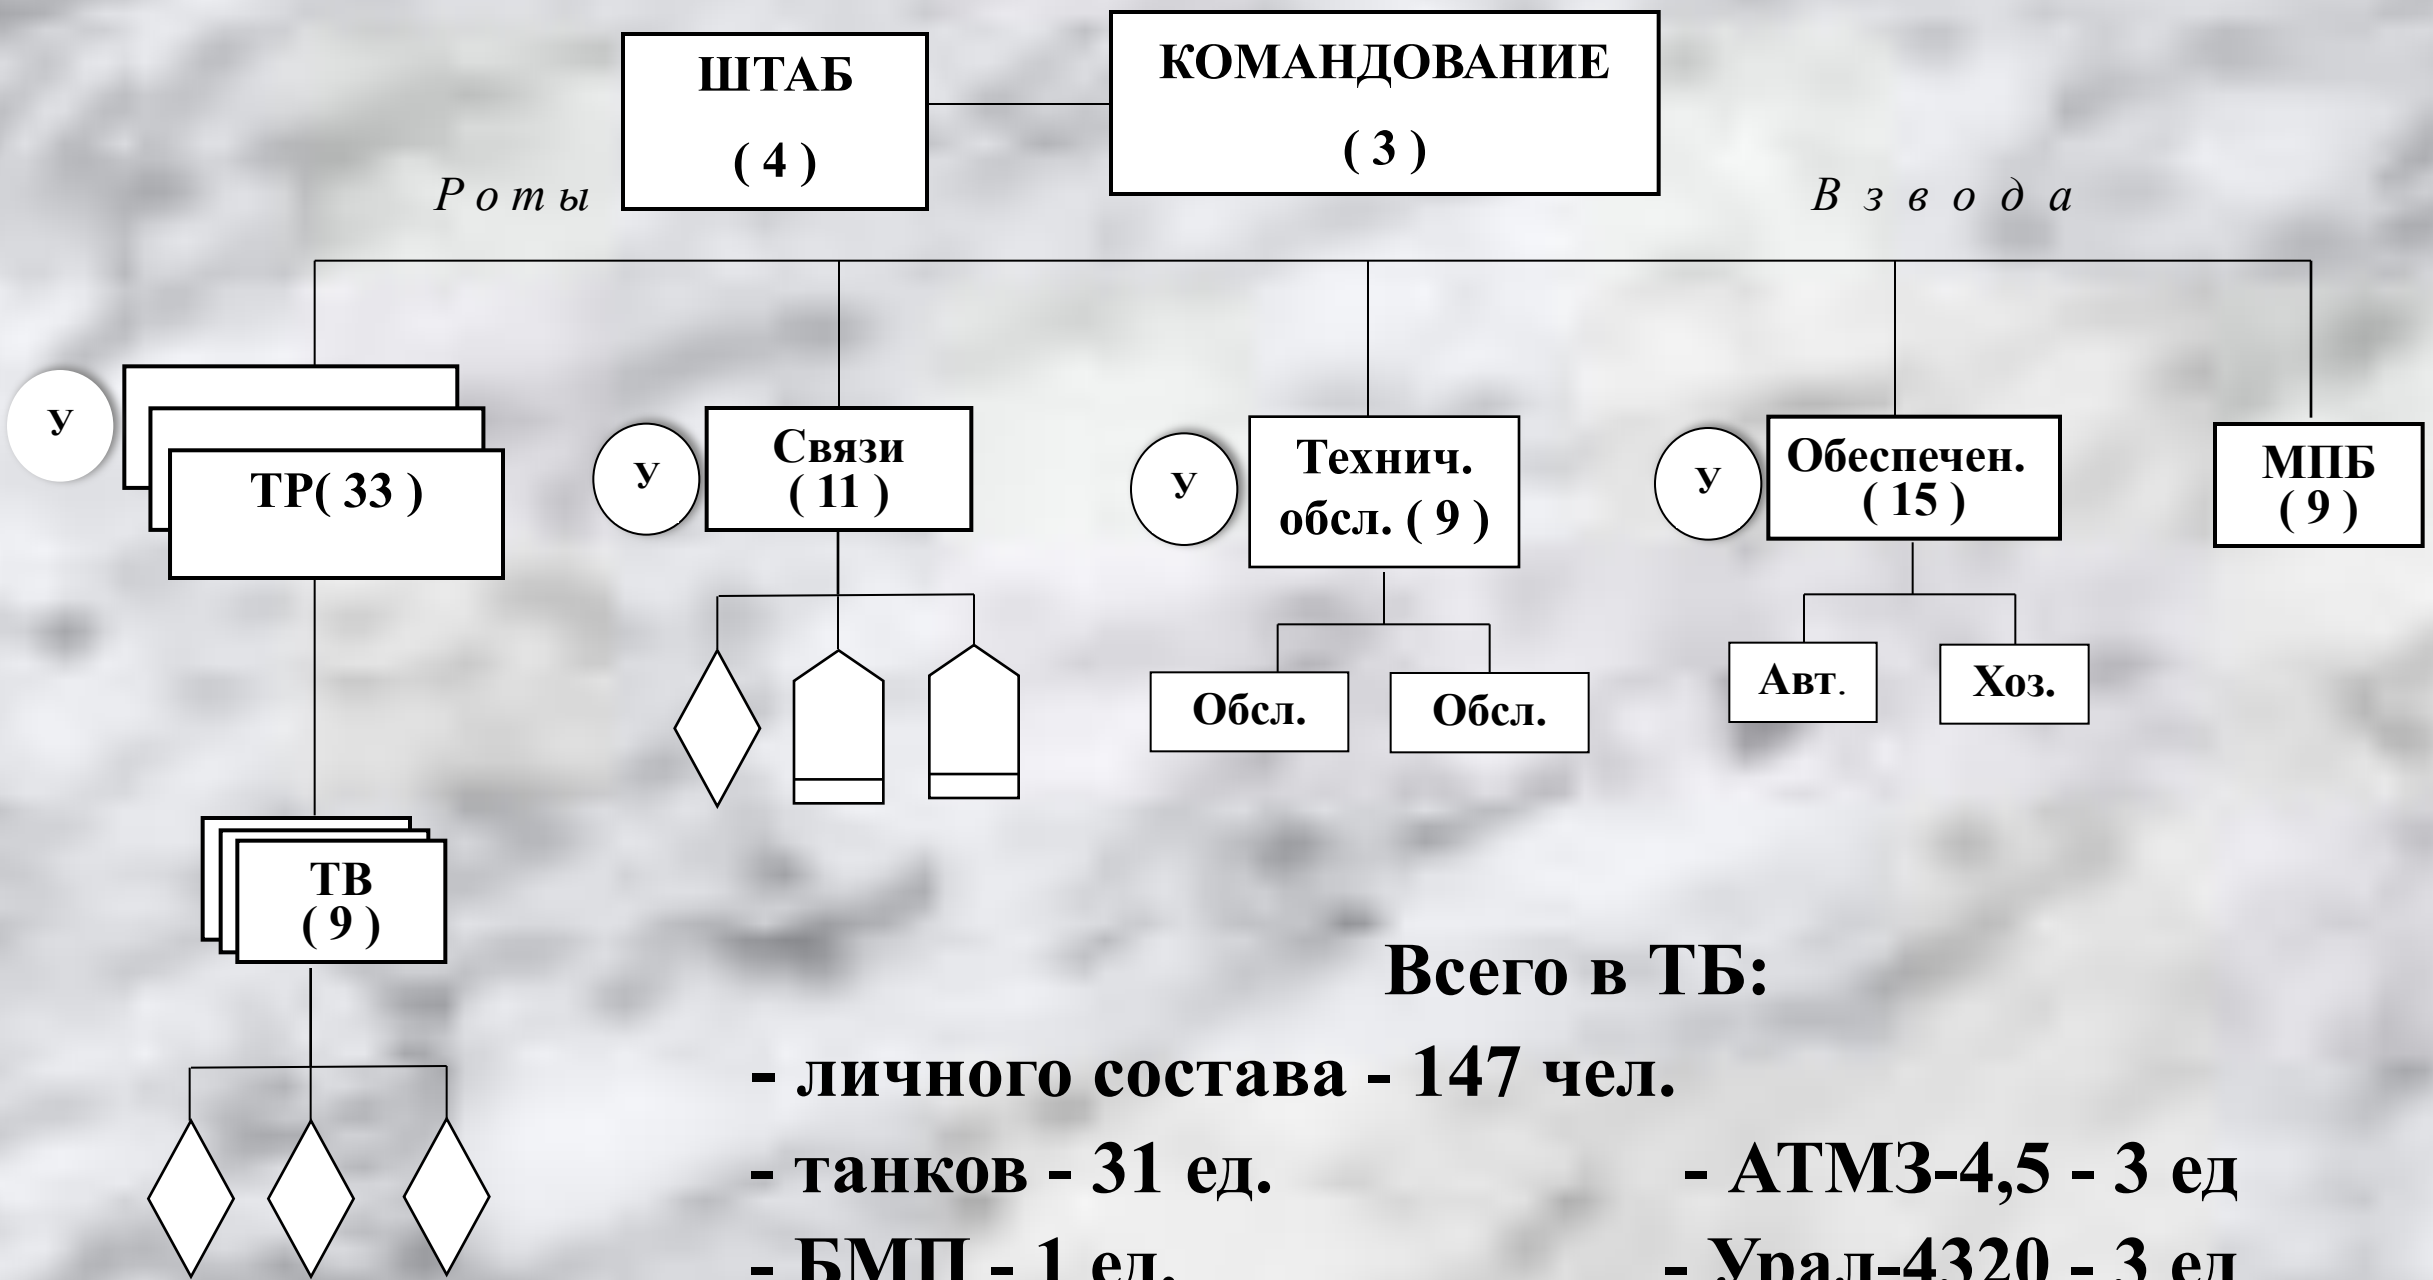 ШТАБ
( 4 )
КОМАНДОВАНИЕ
( 3 )
Роты
Взвода
У
ТР( 33 )
У
Связи
( 11 )
У
Технич.
обсл. ( 9 )
У
Обеспечен.
( 15 )
МПБ
( 9 )
Обсл.
Обсл.
Авт.
Хоз.
ТВ
( 9 )
Всего в ТБ:
- личного состава - 147 чел.
- танков - 31 ед.
- АТМЗ-4,5 - 3 ед
- БМП - 1 ед.
- Урал-4320 - 3 ед